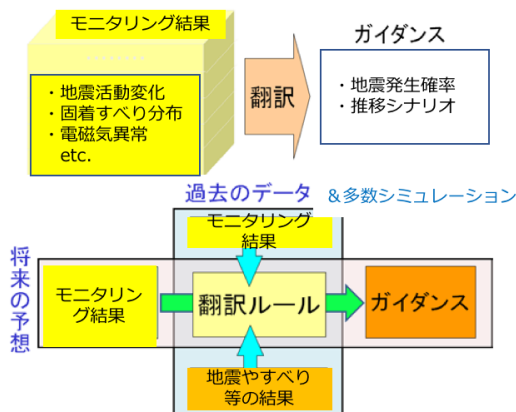 モニタリング結果
・地震活動変化
・固着すべり分布
・電磁気異常
etc.
翻訳
ガイダンス
・地震発生確率
・推移シナリオ
過去のデータ
&多数シミュレーション
モニタリング
結果
将来の予想
モニタリン
グ結果
翻訳ルール
ガイダンス
地震やすべり
等の結果